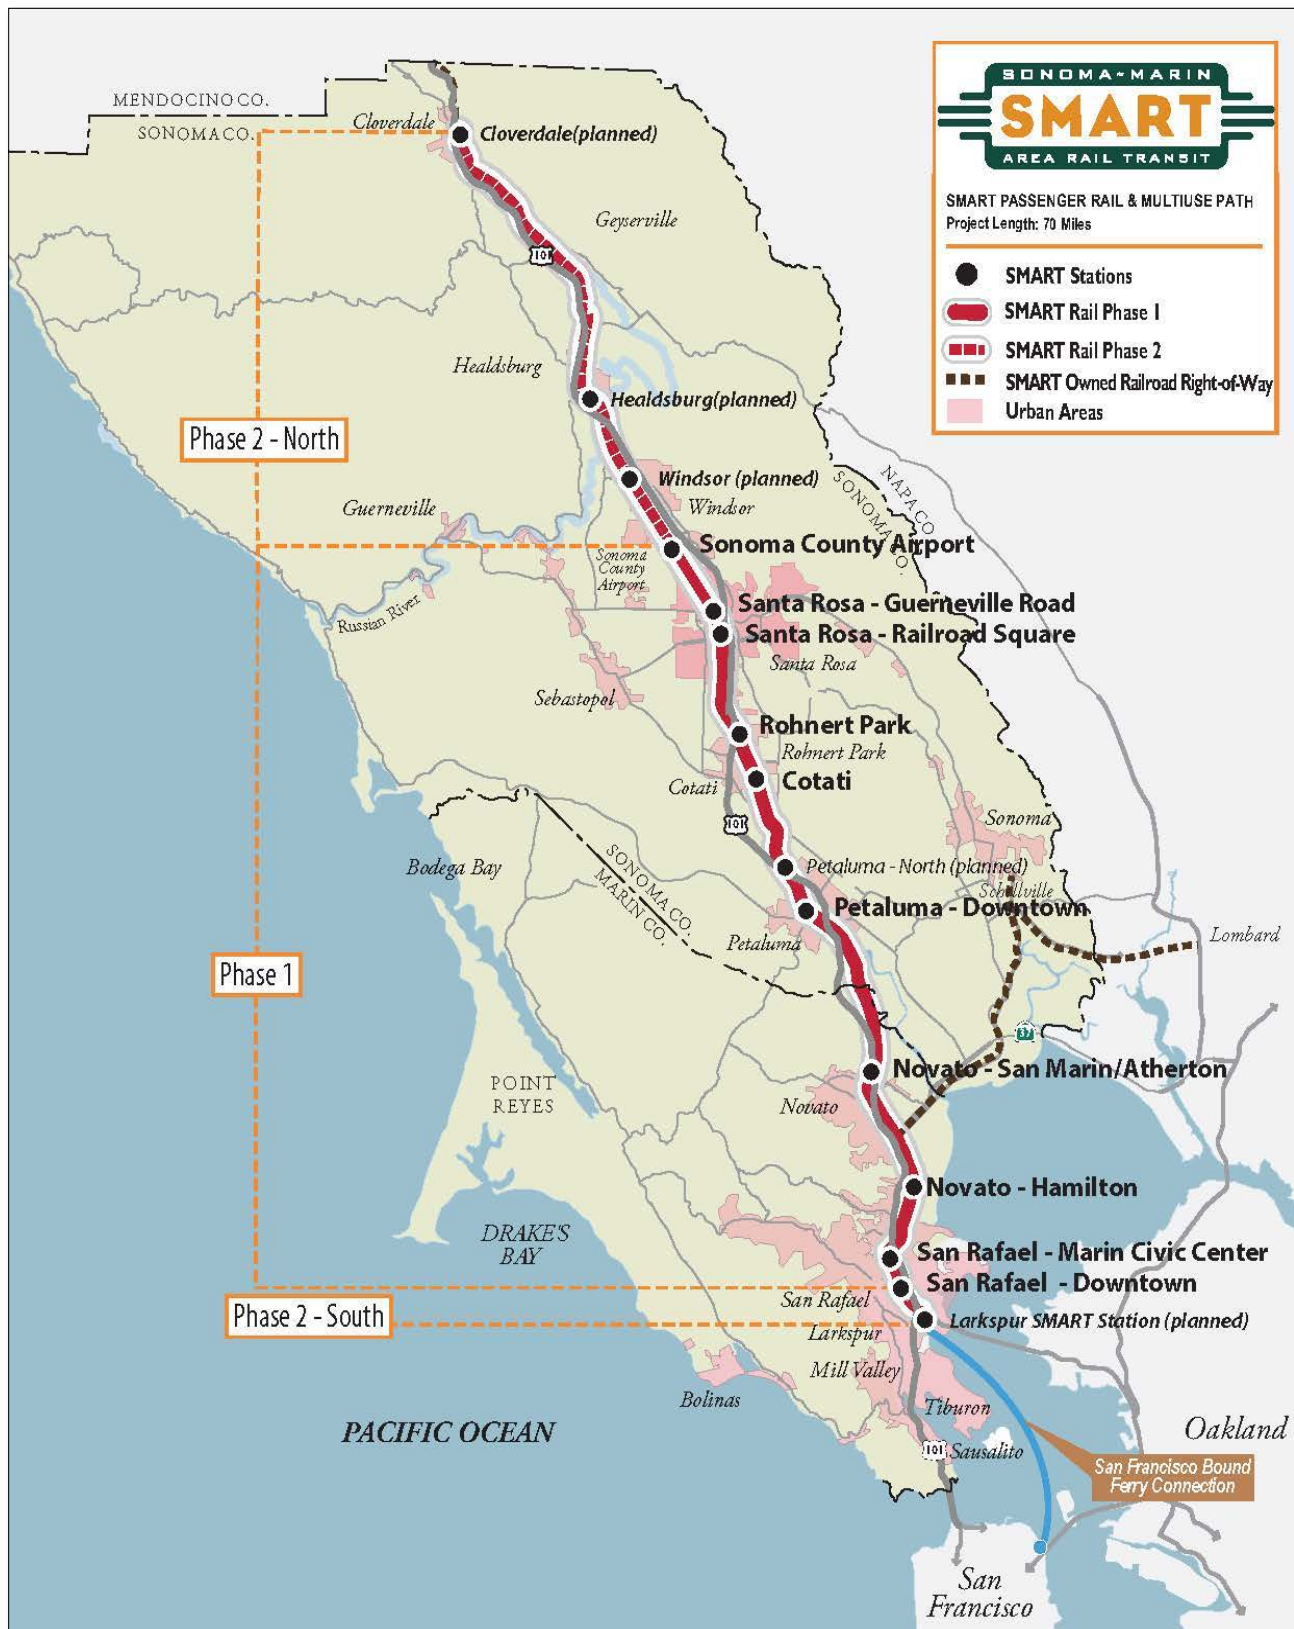 SONOMA-MARIN
SMART
AREA RAIL TRANSIT
SMART PASSENGER RAIL & MULTIUSE PATH
Project Length: 70 Miles
SMART Stations
SMART Rail Phase 1
SMART Rail Phase 2
SMART Owned Railroad Right-of-Way
Urban Areas
MENDOCINO CO.
SONOMA CO.
Cloverdale
Cloverdale(planned)
Geyserville
101
Healdsburg
Healdsburg(planned)
Phase 2 - North
Windsor (planned)
Windsor
NAPA CO.
SONOMA CO.
Guerneville
Sonoma County Airport
Sonoma
County
Airport
Russian River
Santa Rosa - Guerneville Road
Santa Rosa - Railroad Square
Santa Rosa
Sebastopol
Rohnert Park
Rohnert Park
Cotati
Cotati
101
Sonoma
Bodega Bay
SONOMA CO.
MARIN CO.
Petaluma - North (planned)
Schellville
Petaluma - Downtown
Petaluma
Lombard
Phase 1
37
Novato - San Marin/Atherton
POINT
REYES
Novato
Novato - Hamilton
DRAKE'S
BAY
San Rafael - Marin Civic Center
San Rafael - Downtown
San Rafael
Phase 2 - South
Larkspur SMART Station (planned)
Larkspur
Mill Valley
Bolinas
Tiburon
PACIFIC OCEAN
Oakland
101
Sausalito
San Francisco Bound
Ferry Connection
San
Francisco